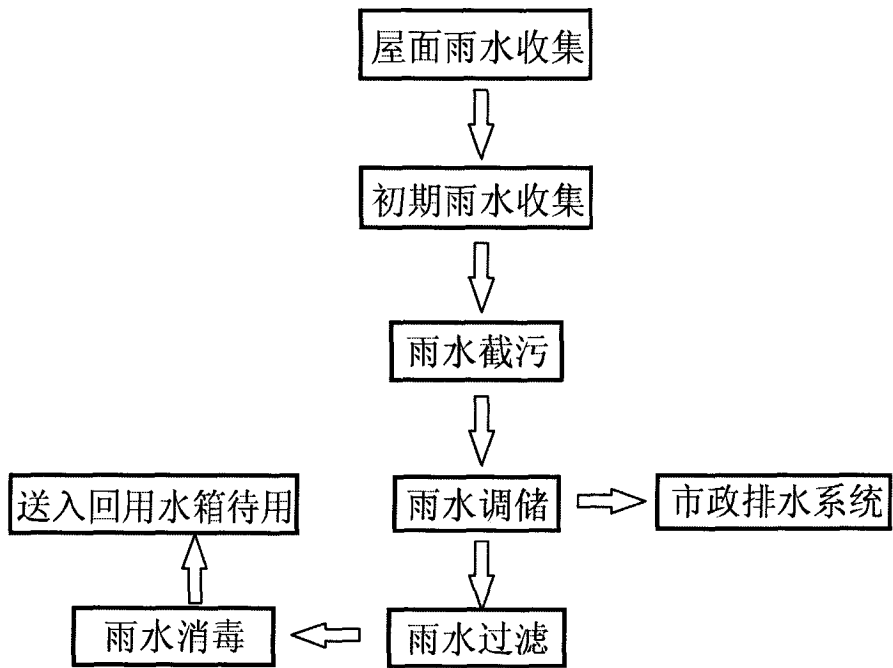 屋面雨水收集
初期雨水收集
雨水截污
送入回用水箱待用
雨水调储
市政排水系统
雨水消毒
雨水过滤